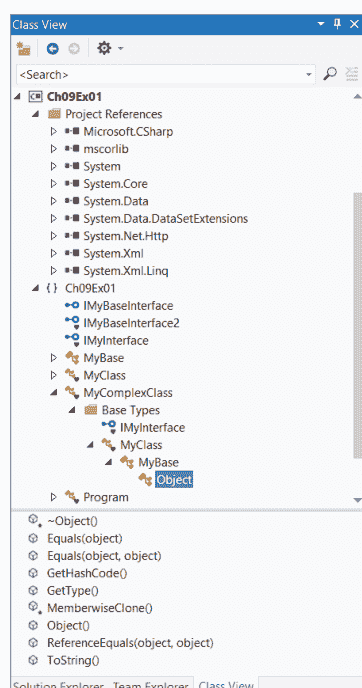 Class View
<Search>
Ch09Ex01
Project References
Microsoft.CSharp
mscorlib
System
System.Core
System.Data
System.Data.DataSetExtensions
System.Net.Http
System.Xml
System.Xml.Linq
{ } Ch09Ex01
IMyBaseInterface
IMyBaseInterface2
IMyInterface
MyBase
MyClass
MyComplexClass
Base Types
IMyInterface
MyClass
MyBase
Object
Program
~Object()
Equals(object)
Equals(object, object)
GetHashCode()
GetType()
MemberwiseClone()
Object()
ReferenceEquals(object, object)
ToString()
Solution Explorer Team Explorer Class View